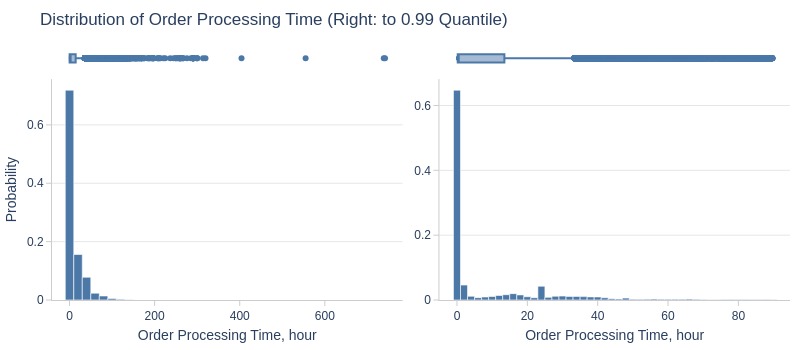 Distribution of Order Processing Time (Right: to 0.99 Quantile)
Probability
0.6
0.4
0.2
0
0 200 400 600
Order Processing Time, hour
0.6
0.4
0.2
0
0 20 40 60 80
Order Processing Time, hour